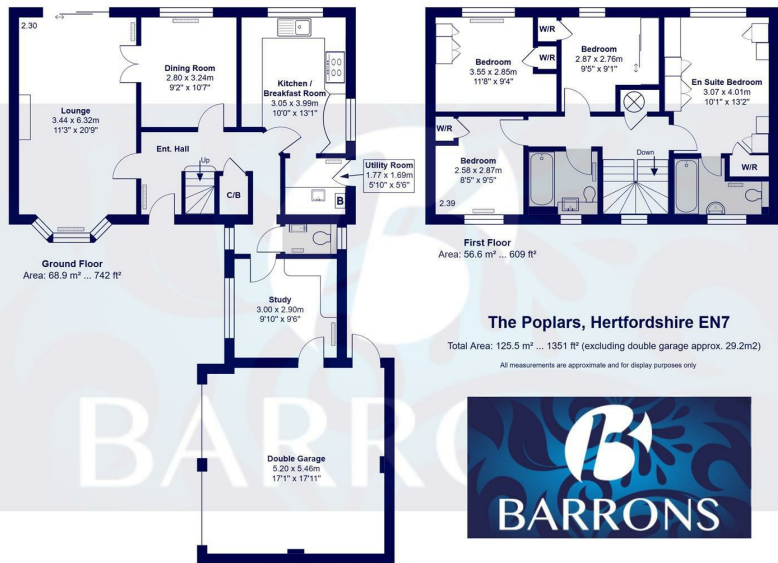 2.30
Lounge
3.44 x 6.32m
11'3" x 20'9"
Dining Room
2.80 x 3.24m
9'2" x 10'7"
Kitchen /
Breakfast Room
3.05 x 3.99m
10'0" x 13'1"
Ent. Hall
Up
C/B
Utility Room
1.77 x 1.69m
5'10" x 5'6"
B
Ground Floor
Area: 68.9 m² ... 742 ft²
Study
3.00 x 2.90m
9'10" x 9'6"
Double Garage
5.20 x 5.46m
17'1" x 17'11"
Bedroom
3.55 x 2.85m
11'8" x 9'4"
W/R
W/R
Bedroom
2.87 x 2.76m
9'5" x 9'1"
En Suite Bedroom
3.07 x 4.01m
10'1" x 13'2"
W/R
Bedroom
2.58 x 2.87m
8'5" x 9'5"
2.39
Down
W/R
First Floor
Area: 56.6 m² ... 609 ft²
The Poplars, Hertfordshire EN7
Total Area: 125.5 m² ... 1351 ft² (excluding double garage approx. 29.2m2)
All measurements are approximate and for display purposes only
B
BARRONS
BARRONS